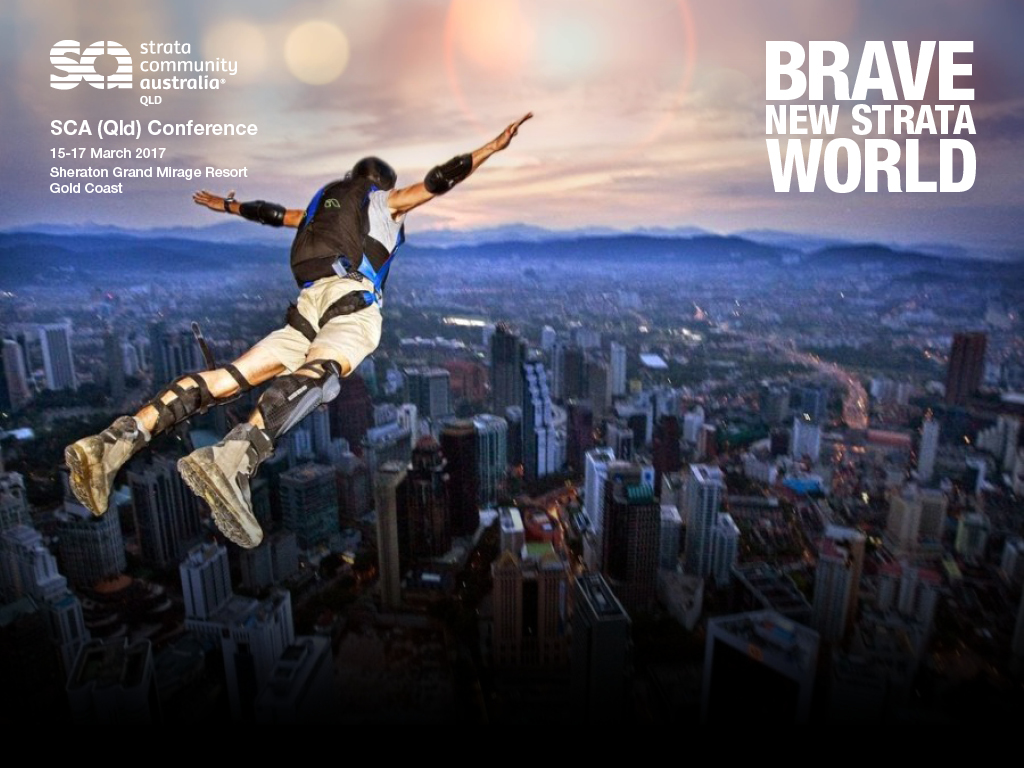 SCA
strata
community
australia®
QLD
SCA (Qld) Conference
15-17 March 2017
Sheraton Grand Mirage Resort
Gold Coast
BRAVE
NEW STRATA
WORLD